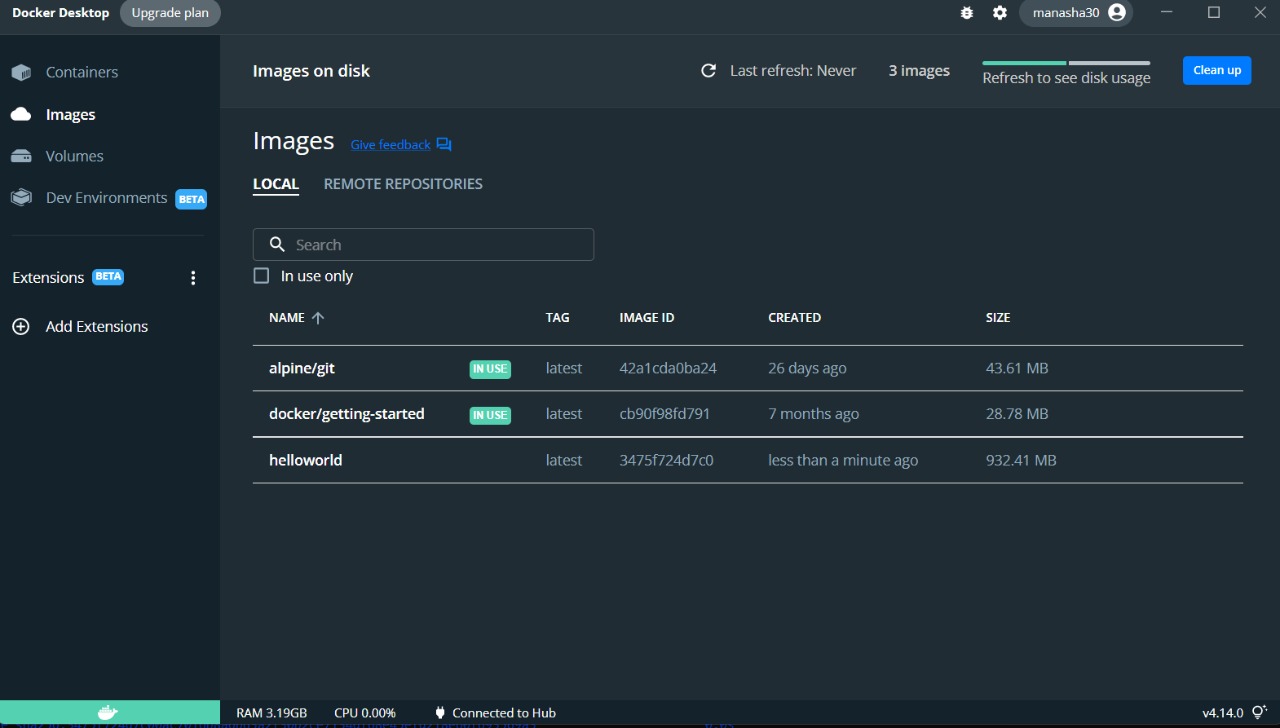 Docker Desktop Upgrade plan manasha30
Containers
Images
Volumes
Dev Environments BETA
Extensions BETA
Add Extensions
Images on disk Last refresh: Never 3 images Refresh to see disk usage Clean up
Images Give feedback
LOCAL REMOTE REPOSITORIES
Search
In use only
NAME TAG IMAGE ID CREATED SIZE
alpine/git IN USE latest 42a1cda0ba24 26 days ago 43.61 MB
docker/getting-started IN USE latest cb90f98fd791 7 months ago 28.78 MB
helloworld latest 3475f724d7c0 less than a minute ago 932.41 MB
RAM 3.19GB CPU 0.00% Connected to Hub v4.14.0